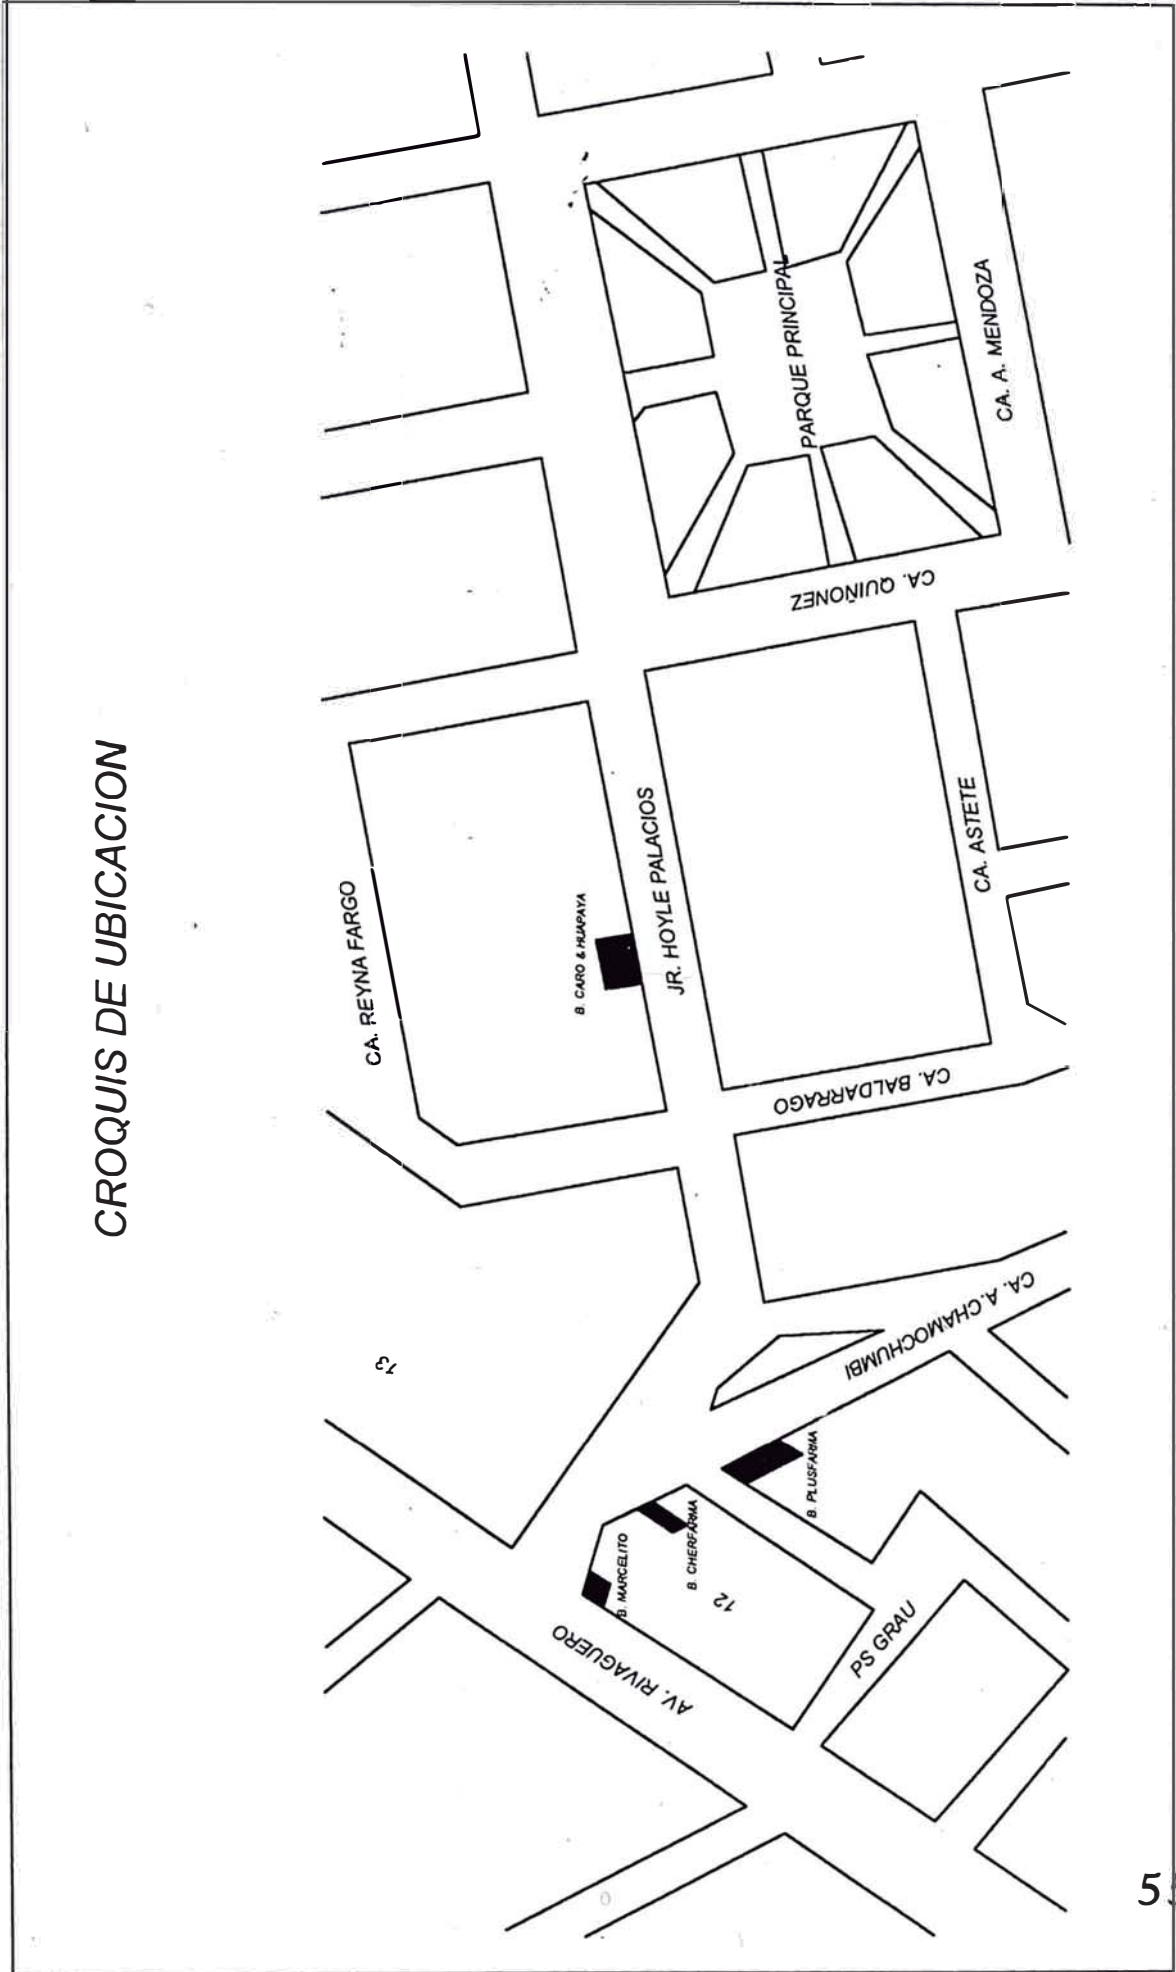 CROQUIS DE UBICACION
CA. REYNA FARGO
B. CARO & HUAPAYA
JR. HOYLE PALACIOS
PARQUE PRINCIPAL
CA. A. MENDOZA
CA. QUIÑONEZ
CA. ASTETE
CA. BALDARRAGO
CA. A. CHAMOCHUMBI
13
B. PLUSFARMA
B. CHERFARMA
B. MARCELITO
12
AV. RIVAGUERO
PS GRAU